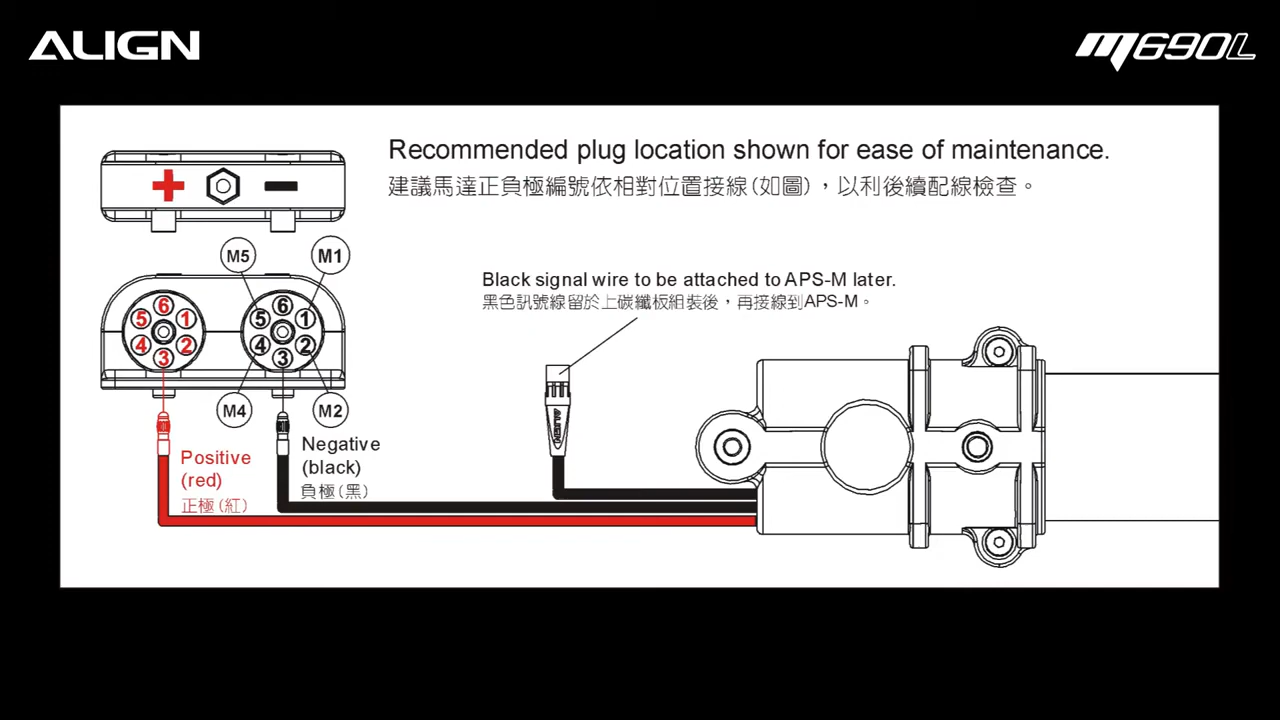 ALIGN
M690L
Recommended plug location shown for ease of maintenance.
建議馬達正負極編號依相對位置接線(如圖)，以利後續配線檢查。
+ −
M5 M1
Black signal wire to be attached to APS-M later.
黑色訊號線留於上碳纖板組裝後，再接線到APS-M。
6 6
5 1 5 1
4 2 4 2
3 3
M4 M2
ALIGN
Negative
(black)
負極(黑)
Positive
(red)
正極(紅)